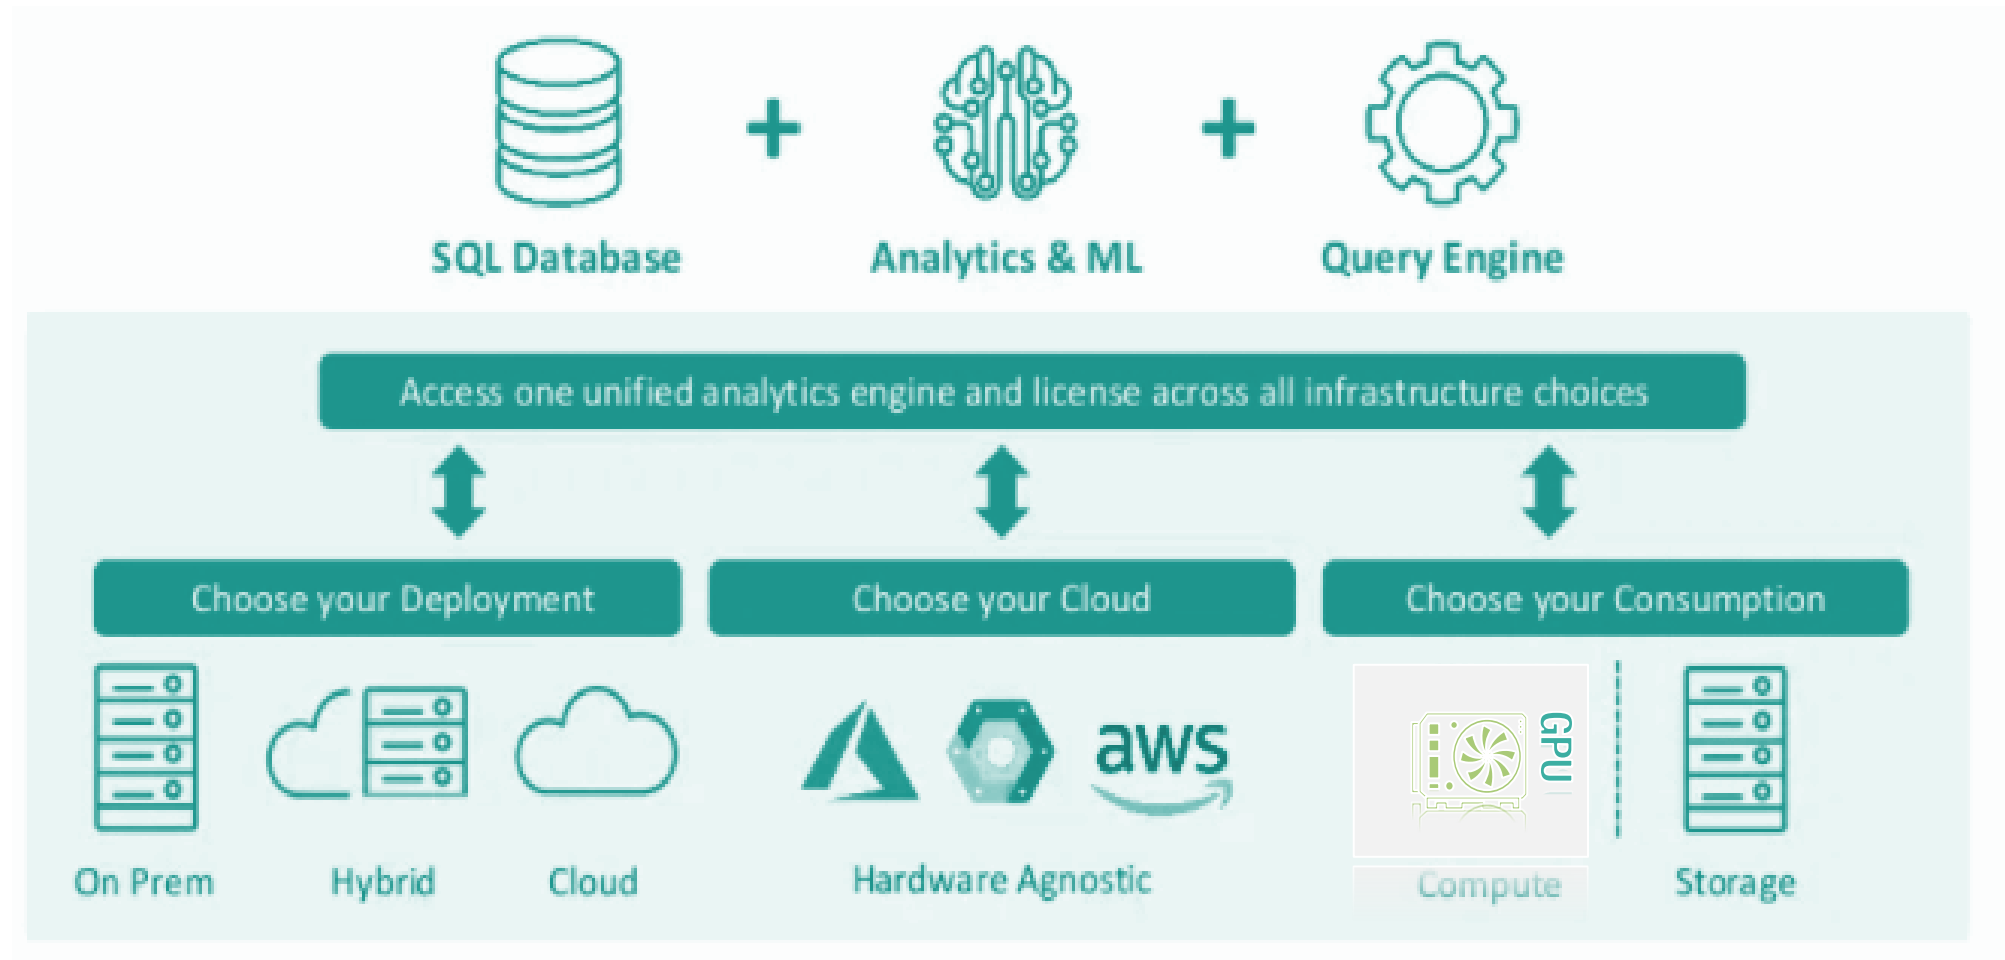 SQL Database
Analytics & ML
Query Engine
Access one unified analytics engine and license across all infrastructure choices
Choose your Deployment
Choose your Cloud
Choose your Consumption
aws
GPU
On Prem
Hybrid
Cloud
Hardware Agnostic
Compute
Storage